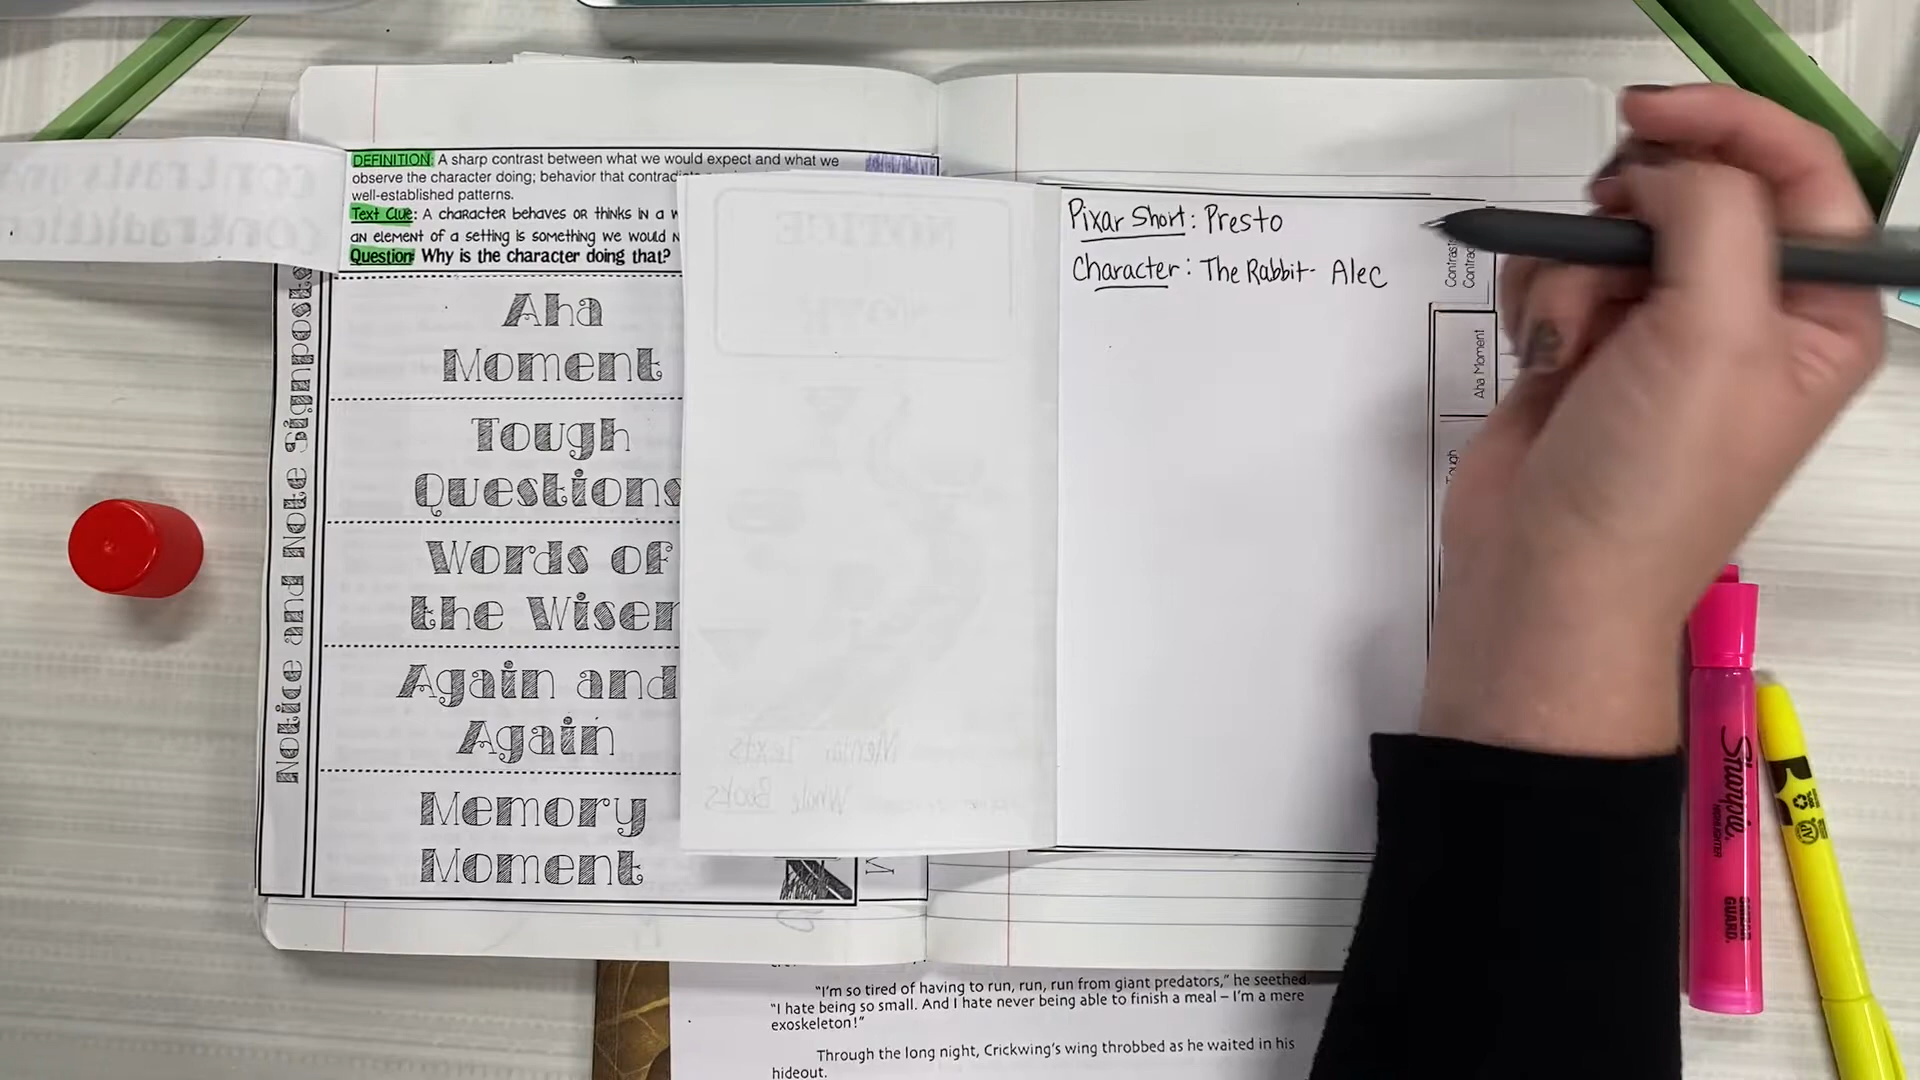 DEFINITION: A sharp contrast between what we would expect and what we
observe the character doing; behavior that
well-established patterns.
Text Clue: A character behaves or thinks in a
an element of a setting is something we would
Question: Why is the character doing that?
Notice and Note Signposts
Aha
Moment
Tough
Questions
Words of
the Wiser
Again and
Again
Memory
Moment
Pixar Short: Presto
Character: The Rabbit- Alec
Aha Moment
"I'm so tired of having to run, run, run from giant predators," he seethed.
"I hate being so small. And I hate never being able to finish a meal – I'm a mere
exoskeleton!"
Through the long night, Crickwing's wing throbbed as he waited in his
hideout.
Sharpie
HIGHLIGHTER
SMEAR
GUARD.